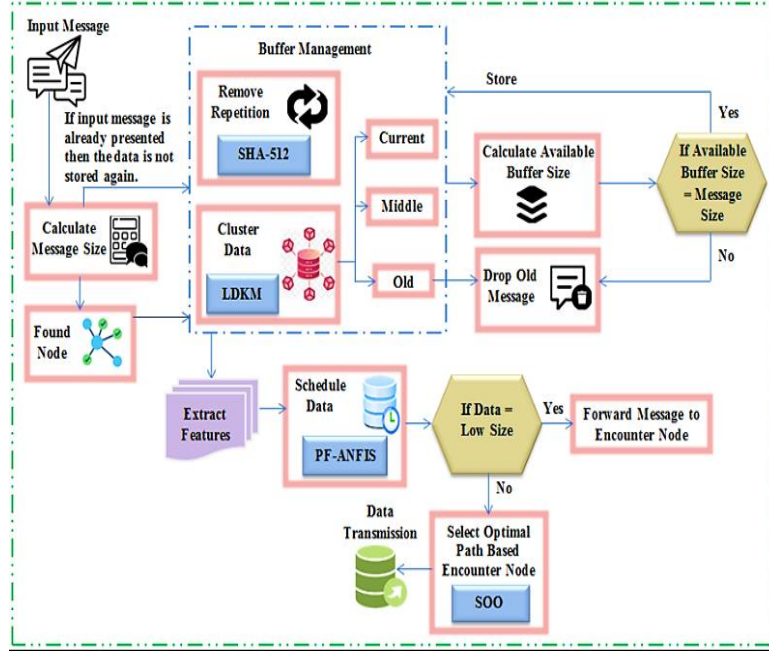 Input Message
If input message is
already presented
then the data is not
stored again.
Calculate
Message Size
Found
Node
Buffer Management
Remove
Repetition
SHA-512
Cluster
Data
LDKM
Current
Middle
Old
Store
Calculate Available
Buffer Size
Drop Old
Message
Yes
If Available
Buffer Size
= Message
Size
No
Extract
Features
Schedule
Data
PF-ANFIS
If Data =
Low Size
Yes
Forward Message to
Encounter Node
No
Data
Transmission
Select Optimal
Path Based
Encounter Node
SOO